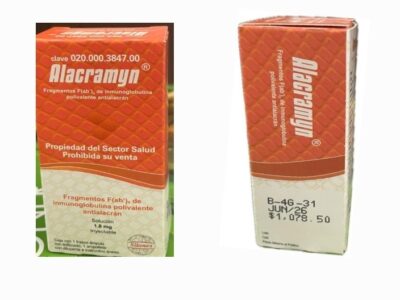 clave 020.000.3847.00
Alacramyn®
Fragmentos F(ab')₂ de inmunoglobulina
polivalente antialacrán
Propiedad del Sector Salud
Prohibida su venta
Fragmentos F(ab')₂ de
inmunoglobulina polivalente
antialacrán
Solución
1.8 mg
Inyectable
Alacramyn®
Fragmentos F(ab')₂ de inmunoglobulina
polivalente antialacrán
B-4G-31
JUN/26
$1,078.50